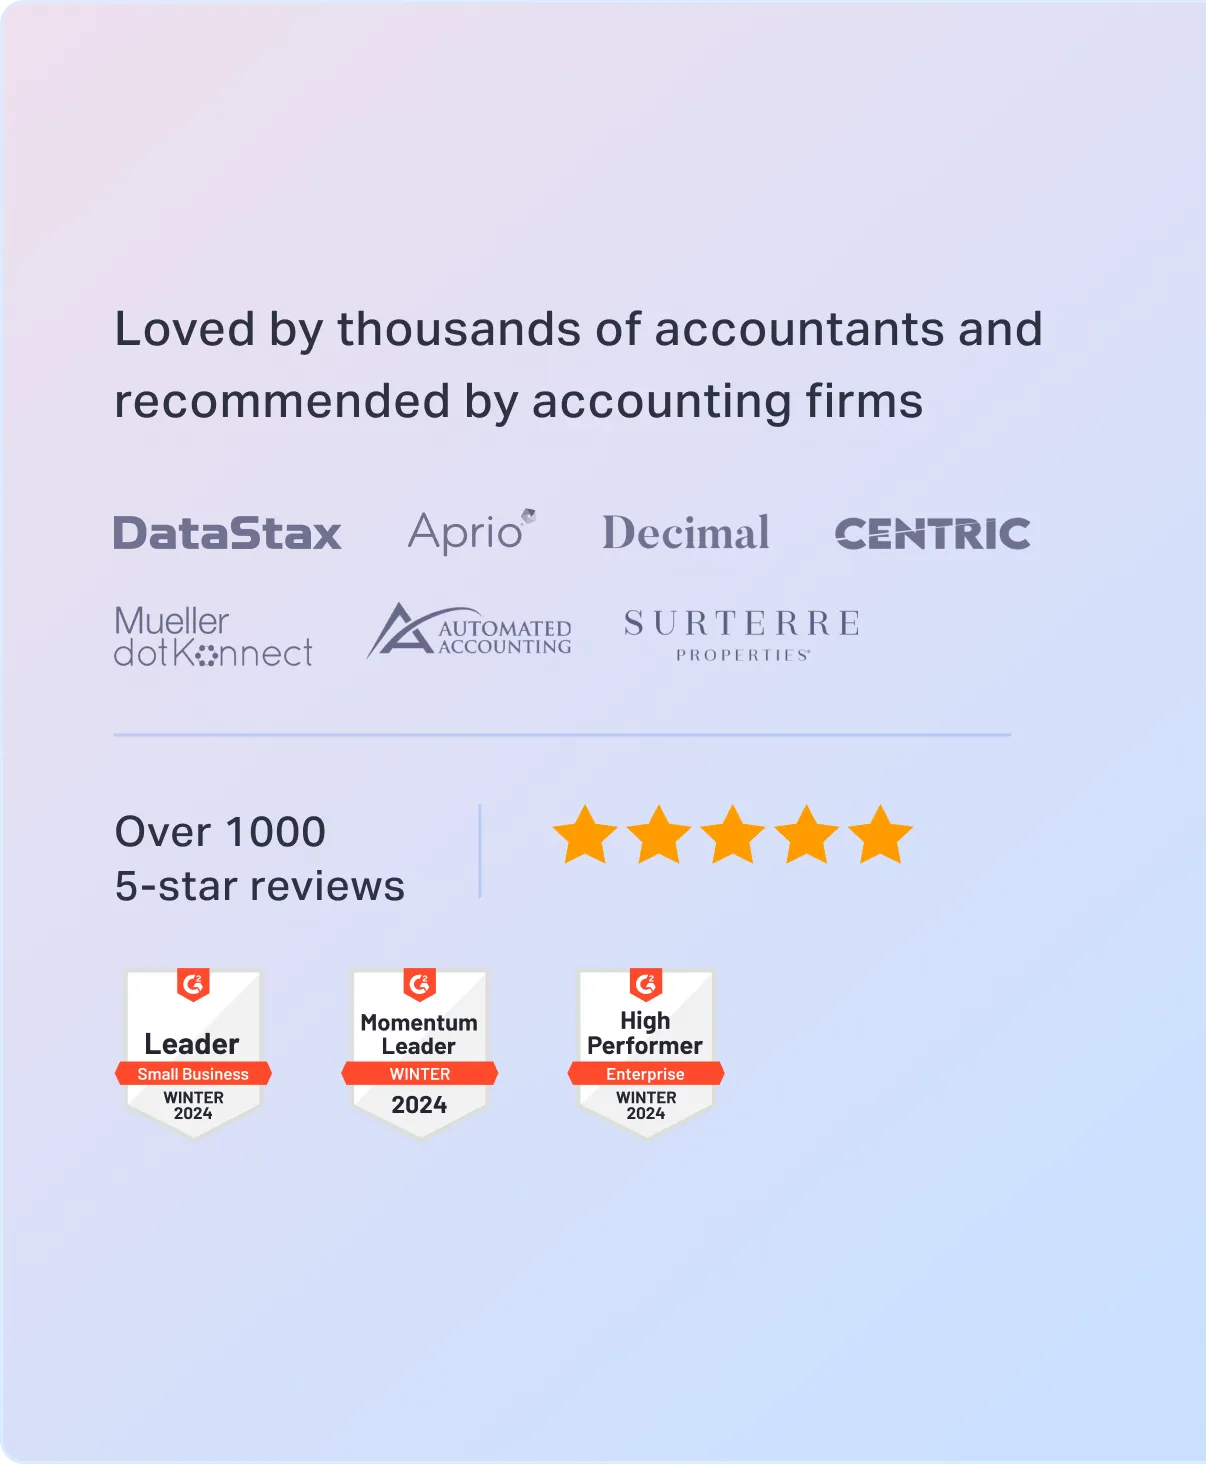 Loved by thousands of accountants and
recommended by accounting firms
DataStax
Aprio
Decimal
CENTRIC
Mueller
dotKonnect
AUTOMATED
ACCOUNTING
SURTERRE
PROPERTIES
Over 1000
5-star reviews
G2
Leader
Small Business
WINTER
2024
G2
Momentum
Leader
WINTER
2024
G2
High
Performer
Enterprise
WINTER
2024